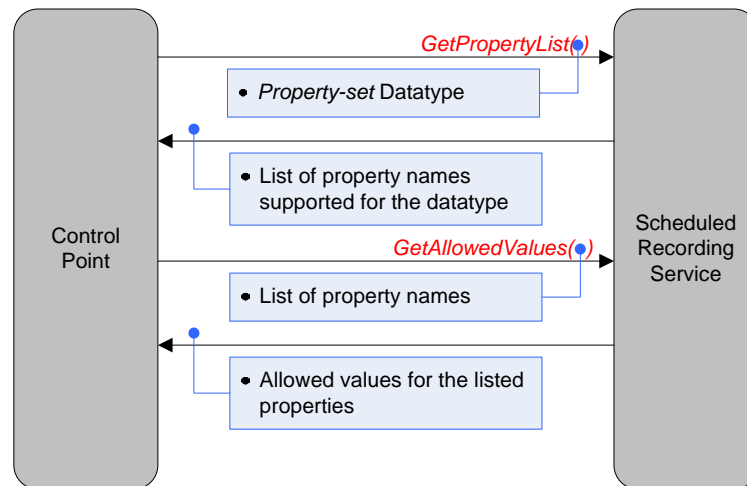 GetPropertyList()
• Property-set Datatype
• List of property names
supported for the datatype
Control
Point
Scheduled
Recording
Service
GetAllowedValues()
• List of property names
• Allowed values for the listed
properties